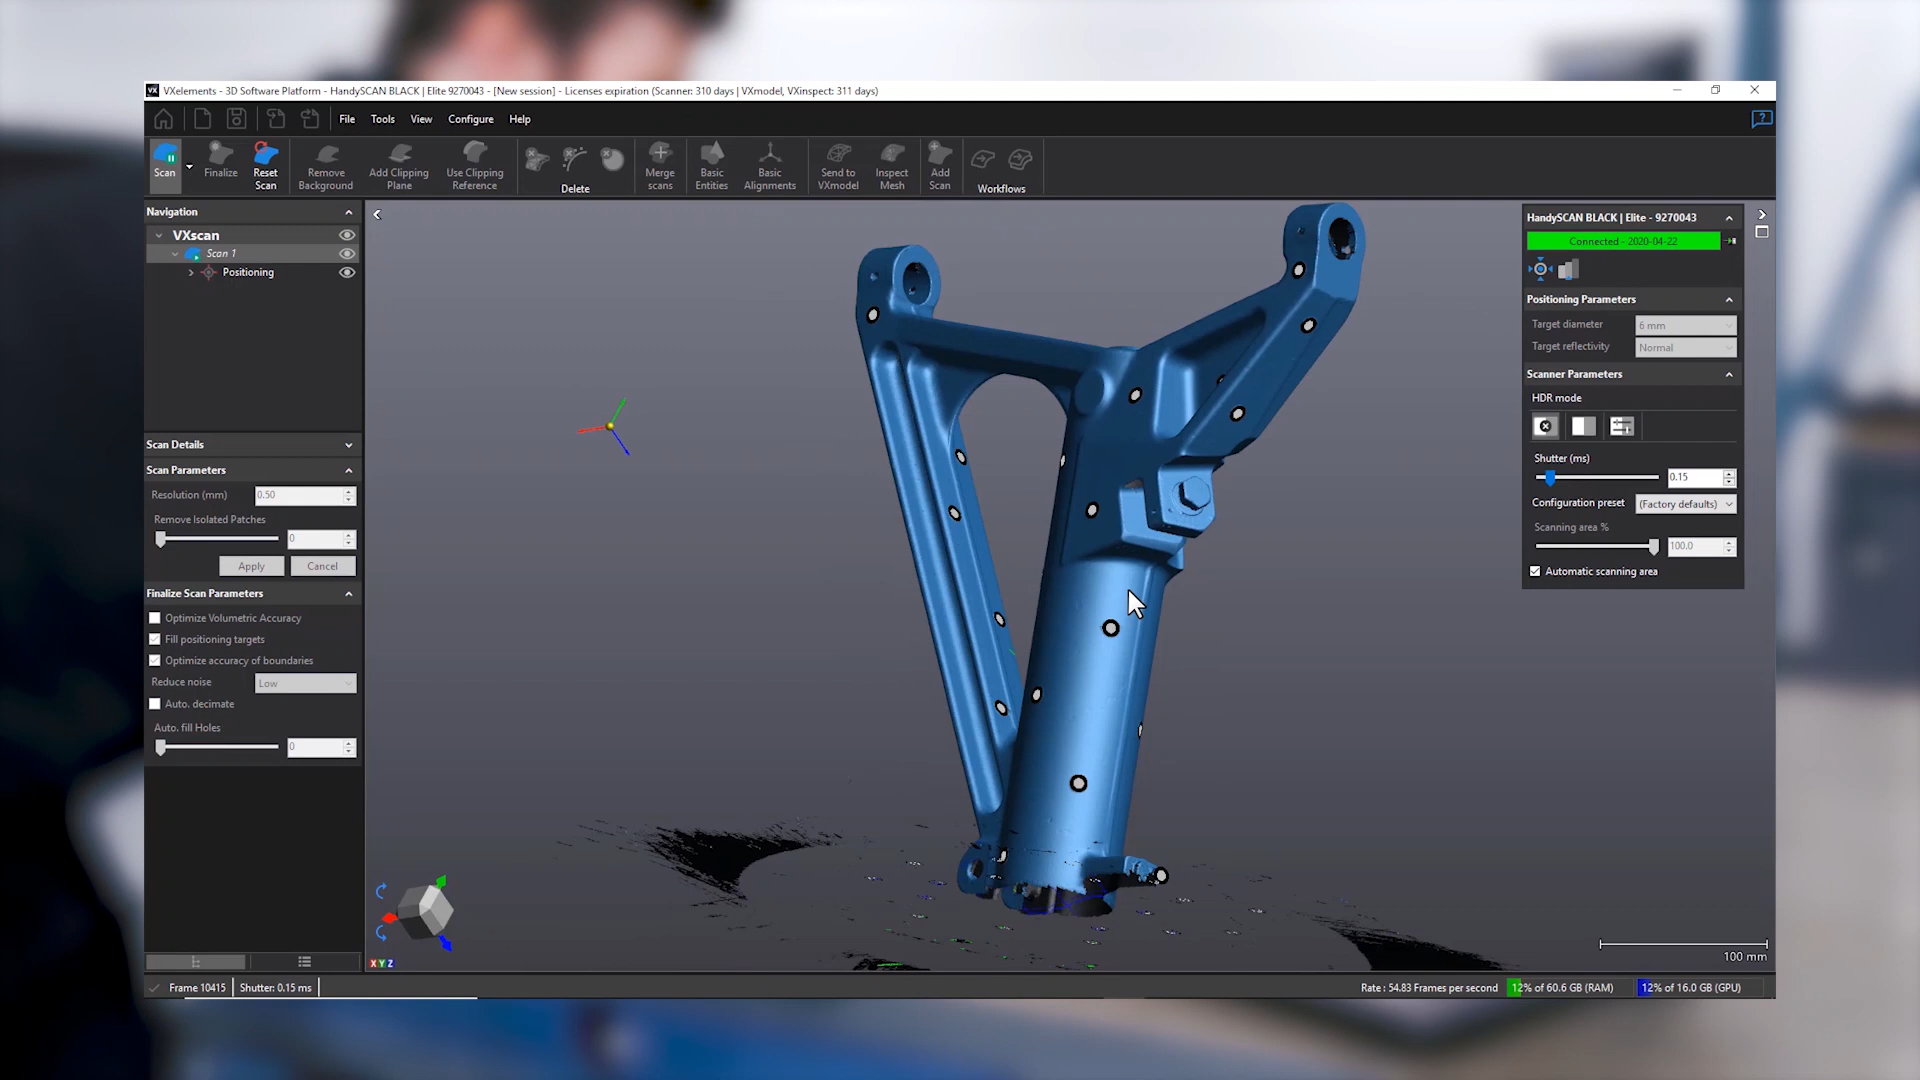 VX VXelements - 3D Software Platform - HandySCAN BLACK | Elite 9270043 - [New session] - Licenses expiration (Scanner: 310 days | VXmodel, VXinspect: 311 days)
File Tools View Configure Help
Scan
Finalize
Reset
Scan
Remove
Background
Add Clipping
Plane
Use Clipping
Reference
Delete
Merge
scans
Basic
Entities
Basic
Alignments
Send to
VXmodel
Inspect
Mesh
Add
Scan
Workflows
Navigation
VXscan
Scan 1
Positioning
Scan Details
Scan Parameters
Resolution (mm) 0.50
Remove Isolated Patches
0
Apply Cancel
Finalize Scan Parameters
Optimize Volumetric Accuracy
Fill positioning targets
Optimize accuracy of boundaries
Reduce noise Low
Auto. decimate
Auto. fill Holes
0
XYZ
HandySCAN BLACK | Elite - 9270043
Connected - 2020-04-22
Positioning Parameters
Target diameter 6 mm
Target reflectivity Normal
Scanner Parameters
HDR mode
Shutter (ms)
0.15
Configuration preset (Factory defaults)
Scanning area %
100.0
Automatic scanning area
100 mm
Frame 10415 Shutter: 0.15 ms
Rate : 54.83 Frames per second 12% of 60.6 GB (RAM) 12% of 16.0 GB (GPU)